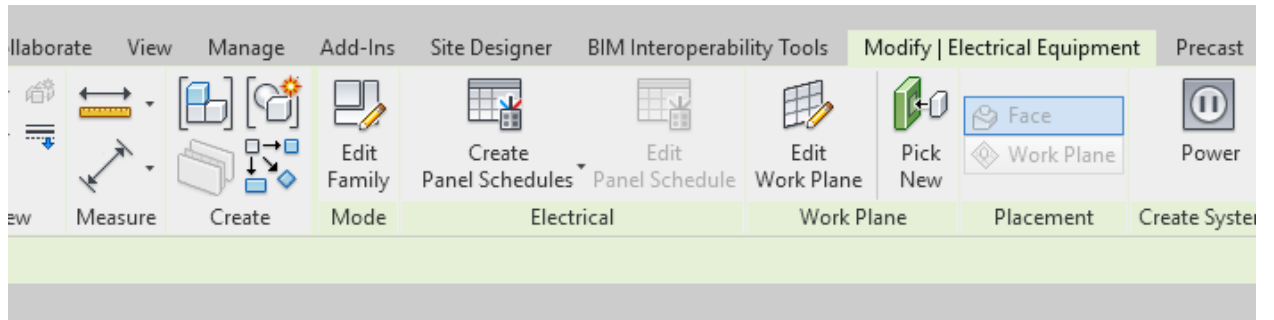 llaborate View Manage Add-Ins Site Designer BIM Interoperability Tools Modify | Electrical Equipment Precast
Edit Family
Create Panel Schedules
Edit Panel Schedule
Edit Work Plane
Pick New
Face
Work Plane
Power
ew Measure Create Mode Electrical Work Plane Placement Create Syste